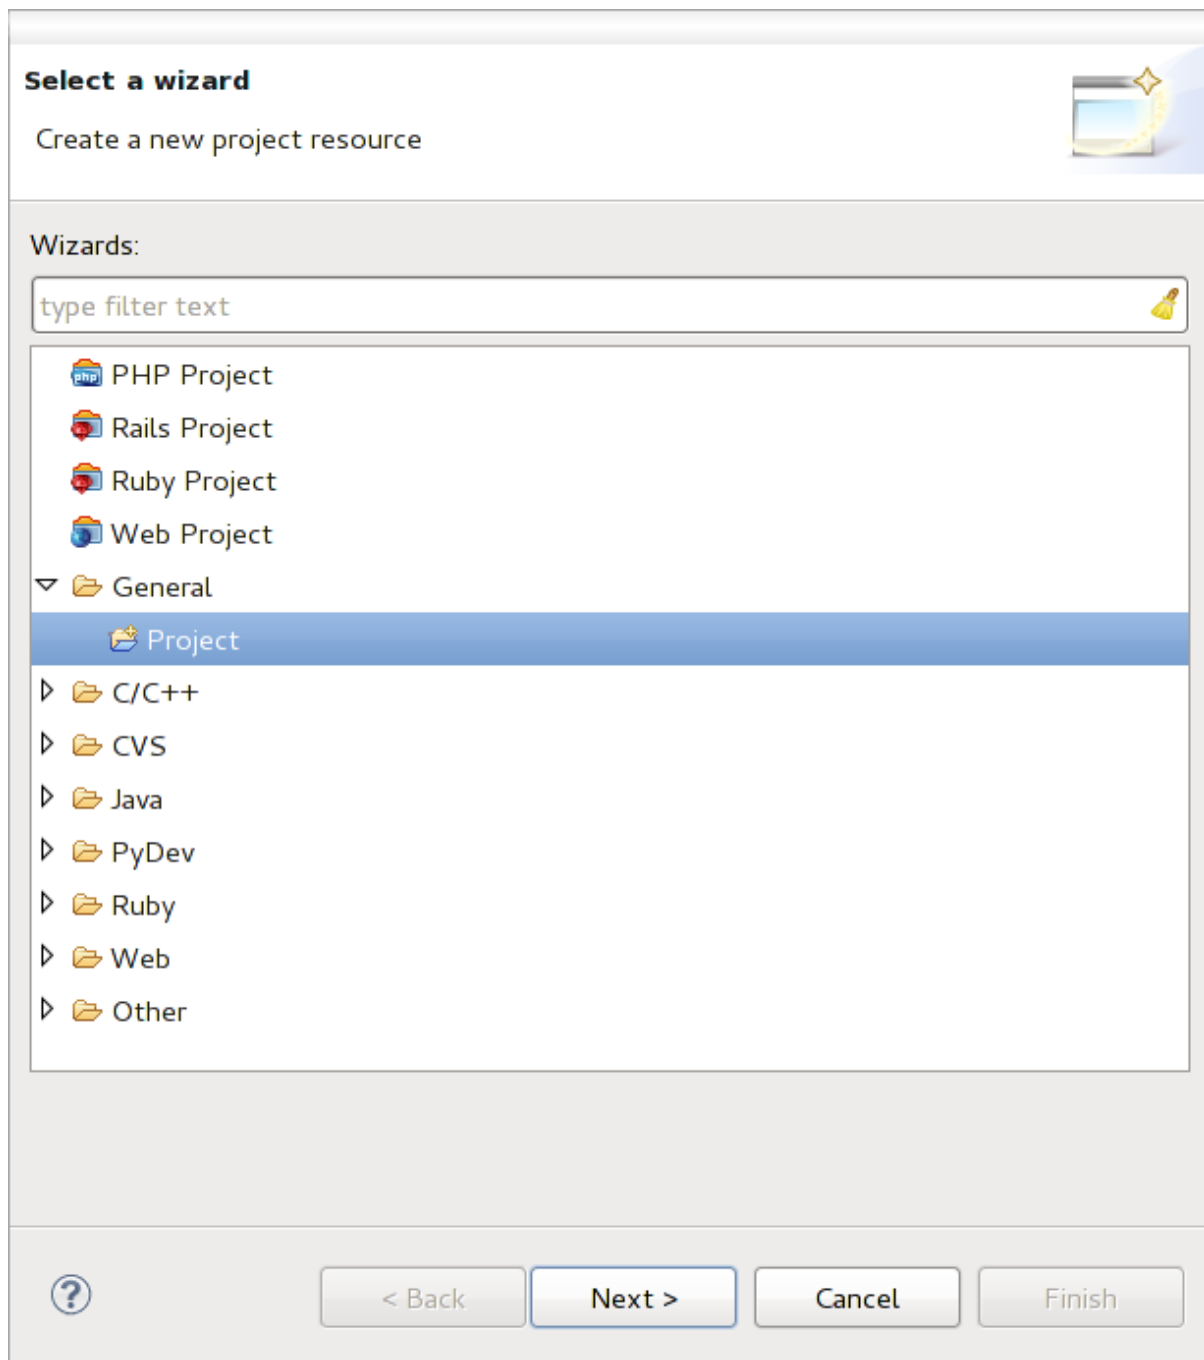 Select a wizard
Create a new project resource
Wizards:
type filter text
php PHP Project
Rails Project
Ruby Project
Web Project
General
Project
C/C++
CVS
Java
PyDev
Ruby
Web
Other
? < Back Next > Cancel Finish